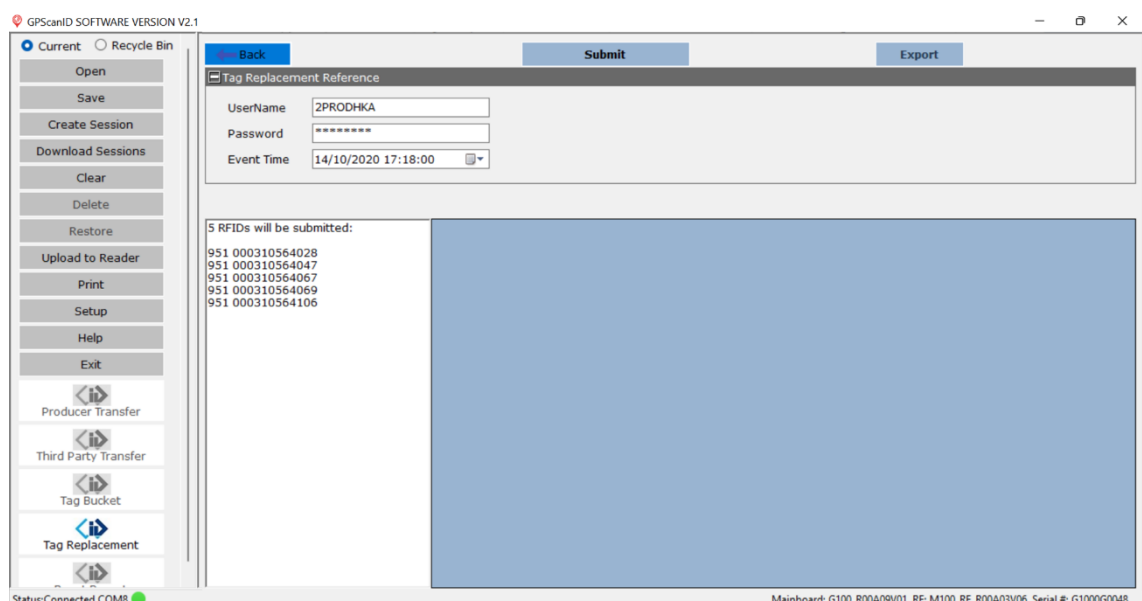 GPScanID SOFTWARE VERSION V2.1
Current Recycle Bin
Open
Save
Create Session
Download Sessions
Clear
Delete
Restore
Upload to Reader
Print
Setup
Help
Exit
Producer Transfer
Third Party Transfer
Tag Bucket
Tag Replacement
Back Submit Export
Tag Replacement Reference
UserName 2PRODHKA
Password ********
Event Time 14/10/2020 17:18:00
5 RFIDs will be submitted:
951 000310564028
951 000310564047
951 000310564067
951 000310564069
951 000310564106
Status:Connected COM8 Mainboard: G100_R00A09V01 RF: M100_RF_R00A03V06 Serial #: G1000G0048